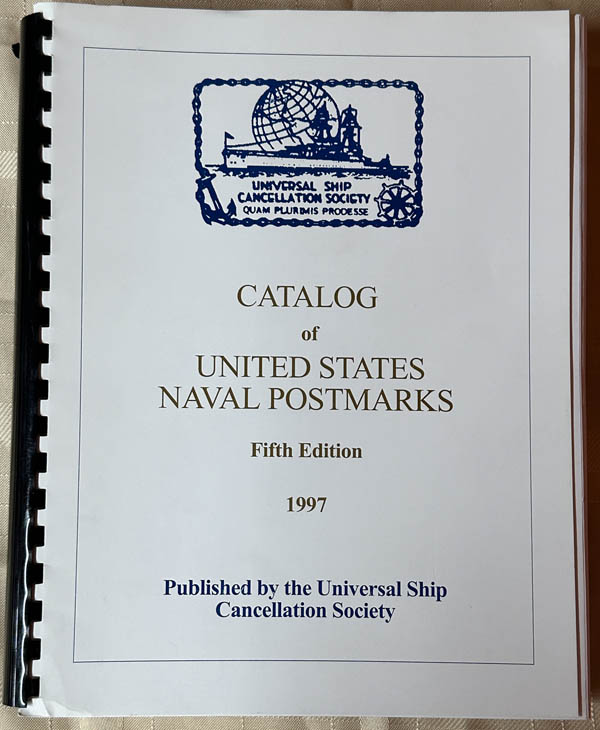 UNIVERSAL SHIP
CANCELLATION SOCIETY
QUAM PLURIMIS PRODESSE
CATALOG
of
UNITED STATES
NAVAL POSTMARKS
Fifth Edition
1997
Published by the Universal Ship
Cancellation Society